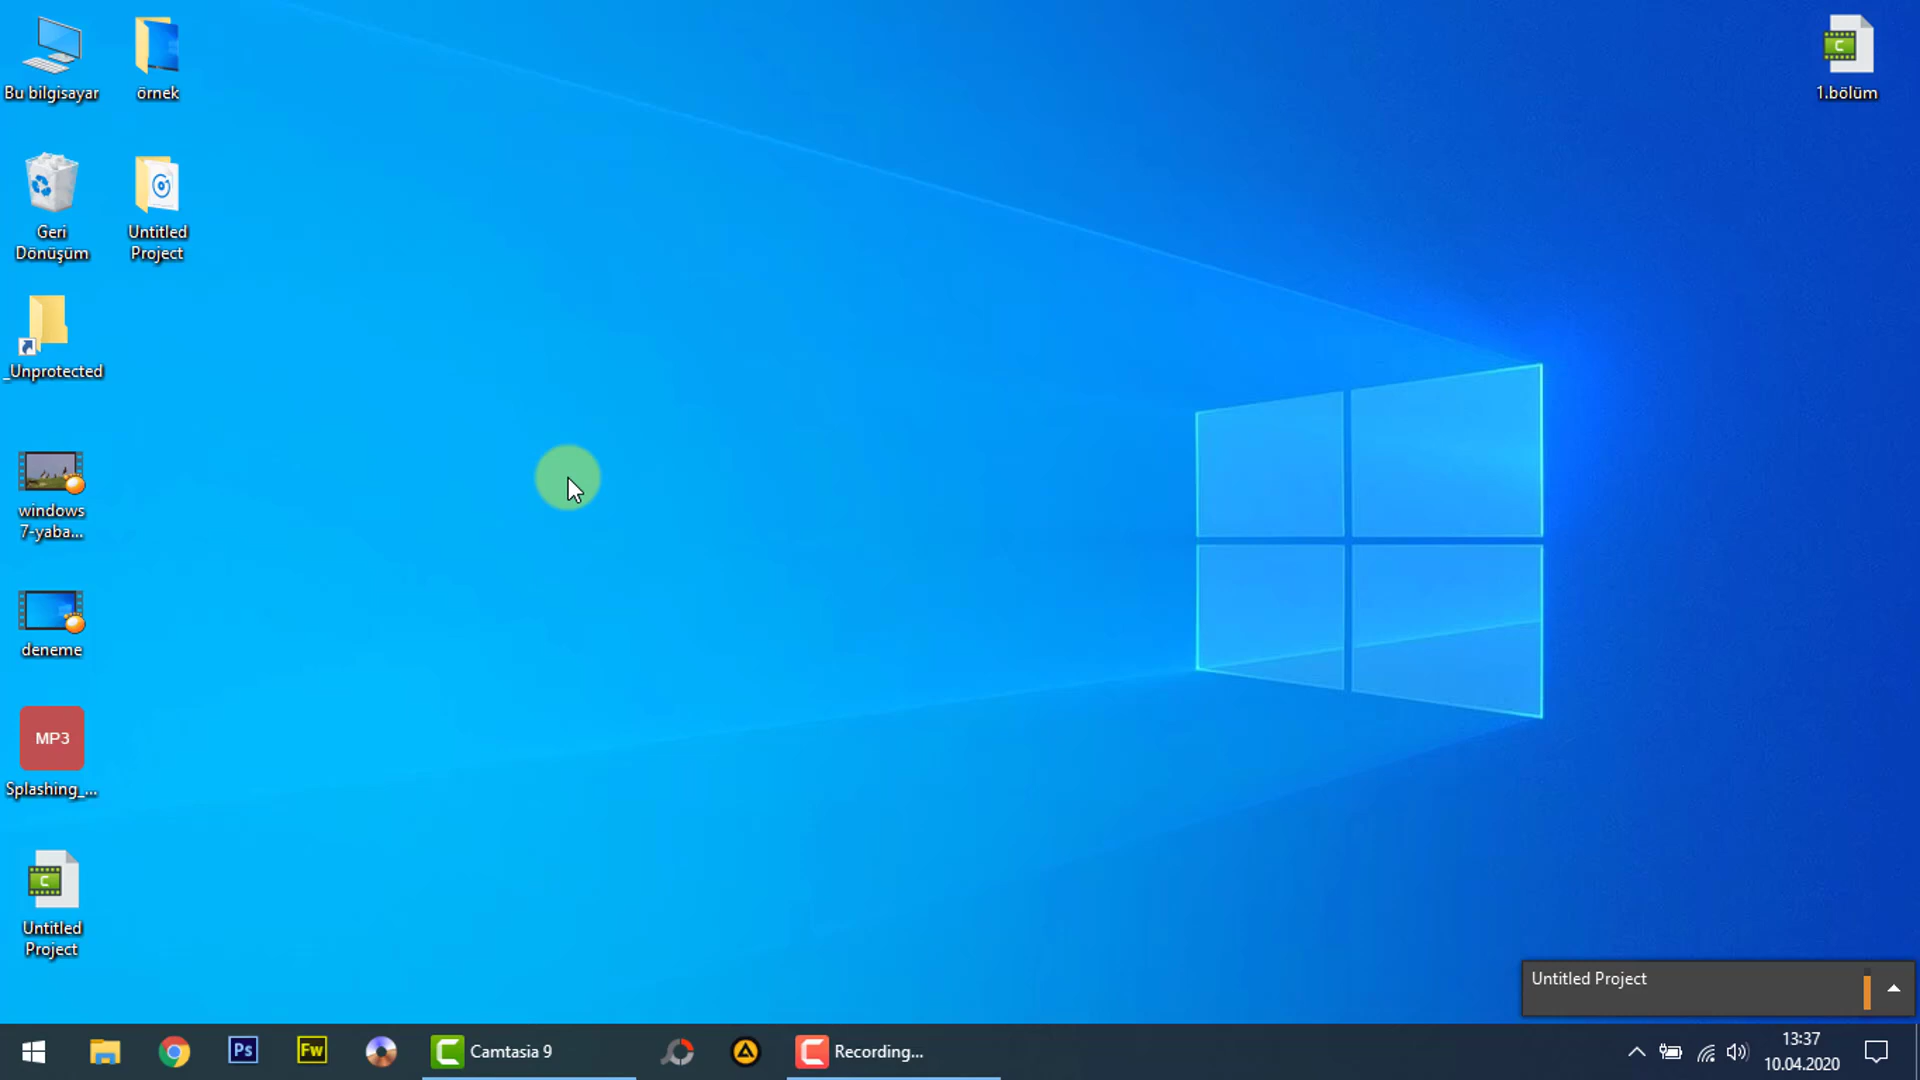 Bu bilgisayar
örnek
1.bölüm
C
Geri
Dönüşüm
Untitled
Project
_Unprotected
windows
7-yaba...
deneme
MP3
Splashing_...
C
Untitled
Project
Untitled Project
Ps
Fw
Camtasia 9
Recording...
13:37
10.04.2020